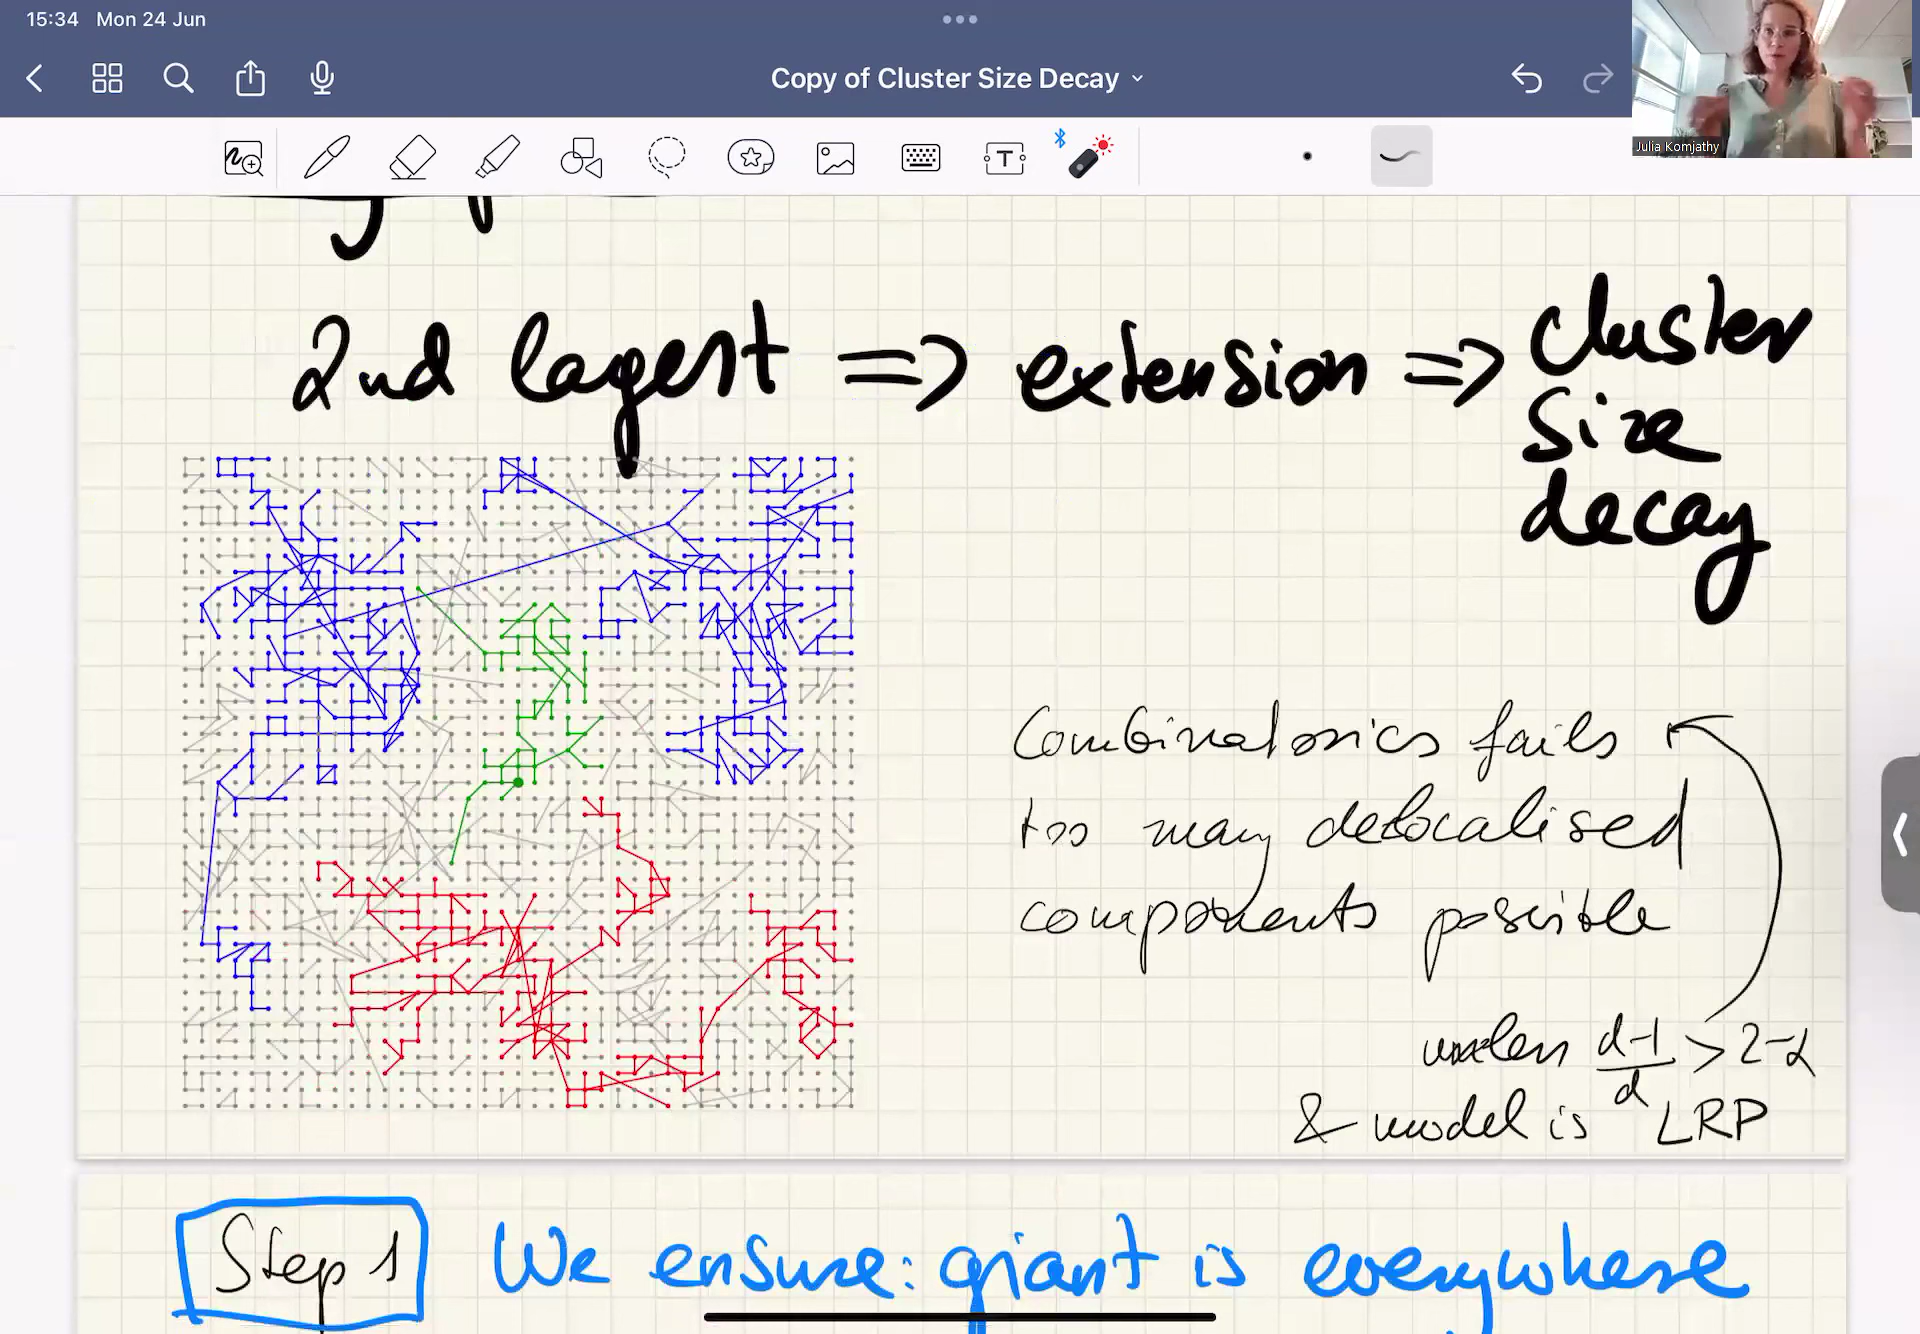 15:34 Mon 24 Jun
Copy of Cluster Size Decay
Julia Komjathy
2nd lagest => extension => cluster
size
decay
Combinatorics fails
too many delocalised
components possible
unless d-1/d > 2-α
& model is LRP
Step 1 We ensure: giant is everywhere